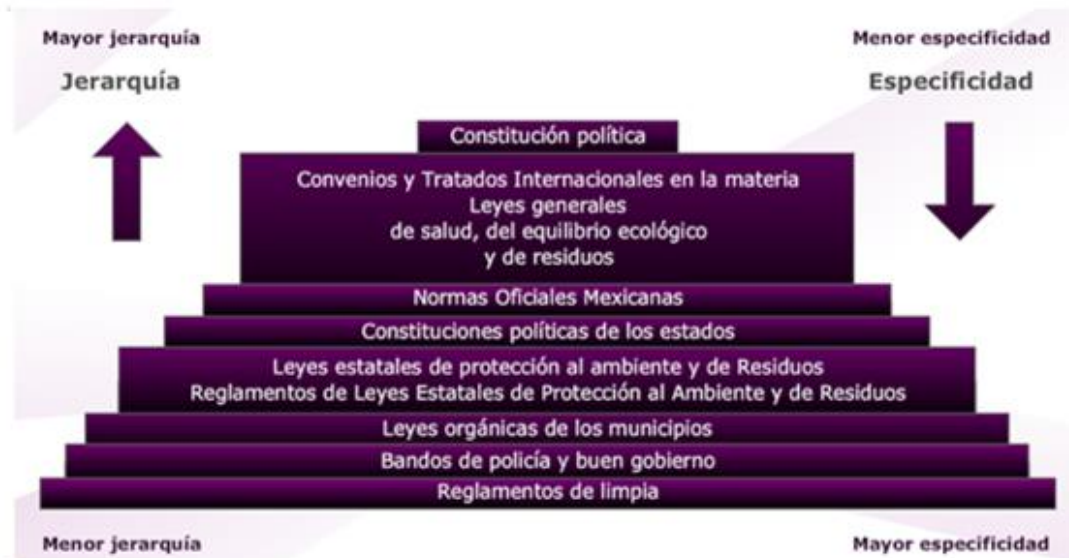 Mayor jerarquía
Menor especificidad
Jerarquía
Especificidad
Constitución política
Convenios y Tratados Internacionales en la materia
Leyes generales
de salud, del equilibrio ecológico
y de residuos
Normas Oficiales Mexicanas
Constituciones políticas de los estados
Leyes estatales de protección al ambiente y de Residuos
Reglamentos de Leyes Estatales de Protección al Ambiente y de Residuos
Leyes orgánicas de los municipios
Bandos de policía y buen gobierno
Reglamentos de limpia
Menor jerarquía
Mayor especificidad